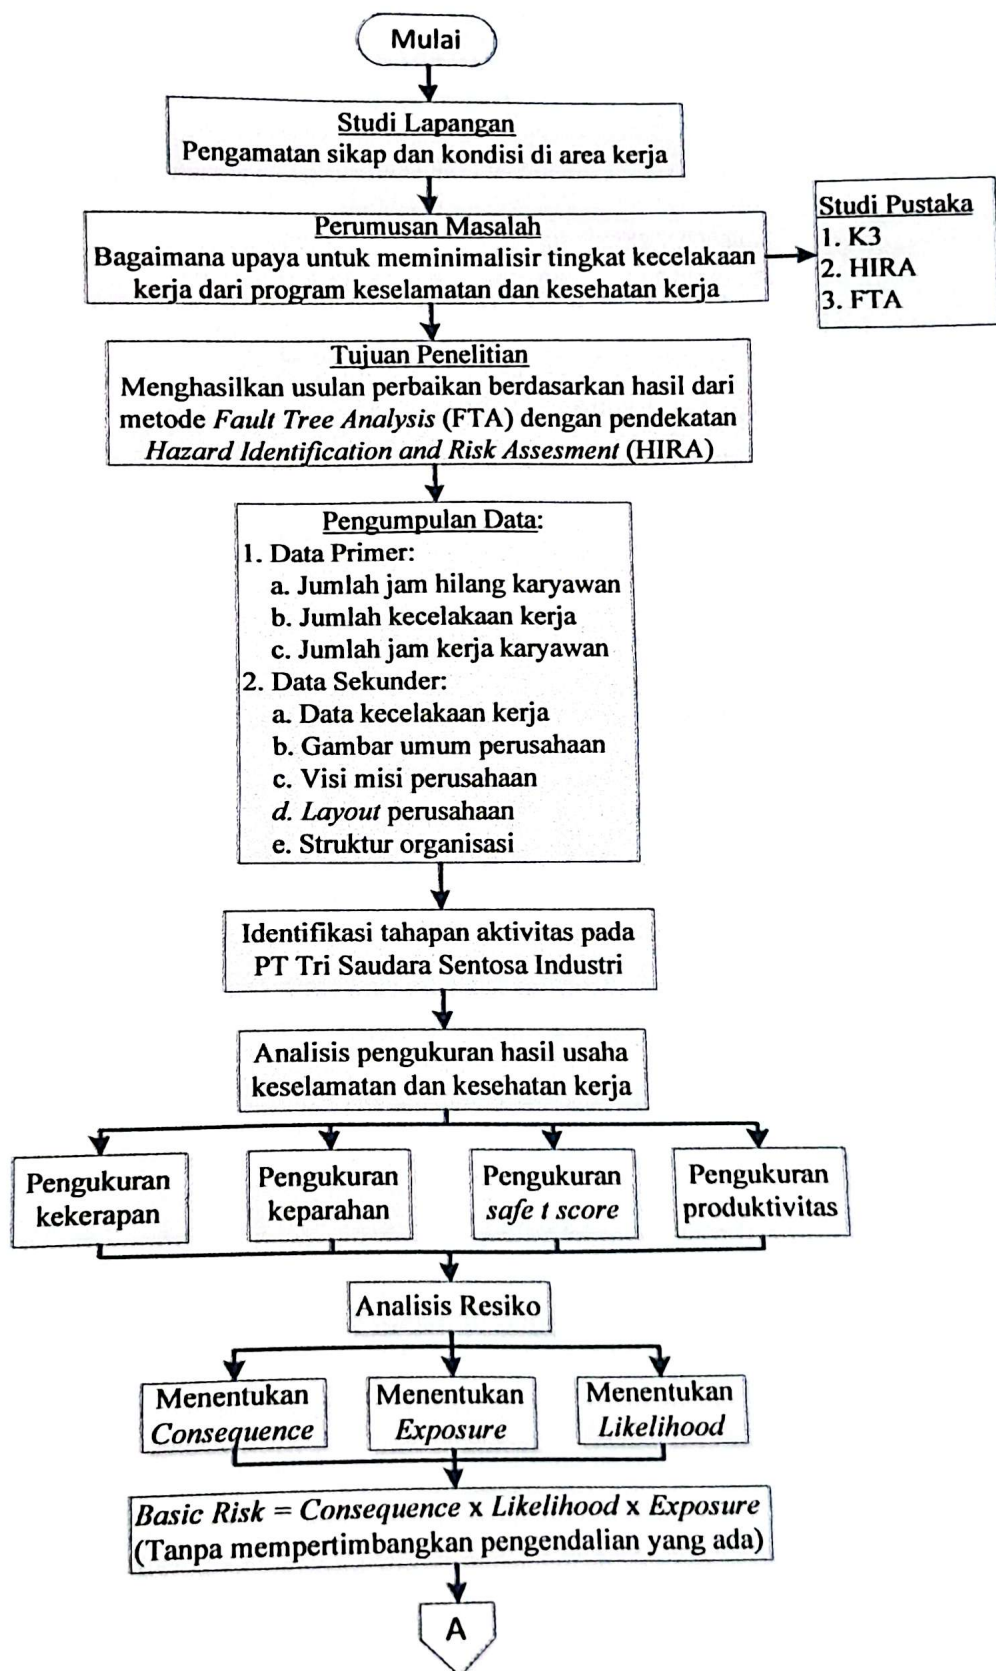 Mulai
Studi Lapangan
Pengamatan sikap dan kondisi di area kerja
Perumusan Masalah
Bagaimana upaya untuk meminimalisir tingkat kecelakaan
kerja dari program keselamatan dan kesehatan kerja
Studi Pustaka
1. K3
2. HIRA
3. FTA
Tujuan Penelitian
Menghasilkan usulan perbaikan berdasarkan hasil dari
metode Fault Tree Analysis (FTA) dengan pendekatan
Hazard Identification and Risk Assesment (HIRA)
Pengumpulan Data:
1. Data Primer:
a. Jumlah jam hilang karyawan
b. Jumlah kecelakaan kerja
c. Jumlah jam kerja karyawan
2. Data Sekunder:
a. Data kecelakaan kerja
b. Gambar umum perusahaan
c. Visi misi perusahaan
d. Layout perusahaan
e. Struktur organisasi
Identifikasi tahapan aktivitas pada
PT Tri Saudara Sentosa Industri
Analisis pengukuran hasil usaha
keselamatan dan kesehatan kerja
Pengukuran
kekerapan
Pengukuran
keparahan
Pengukuran
safe t score
Pengukuran
produktivitas
Analisis Resiko
Menentukan
Consequence
Menentukan
Exposure
Menentukan
Likelihood
Basic Risk = Consequence x Likelihood x Exposure
(Tanpa mempertimbangkan pengendalian yang ada)
A